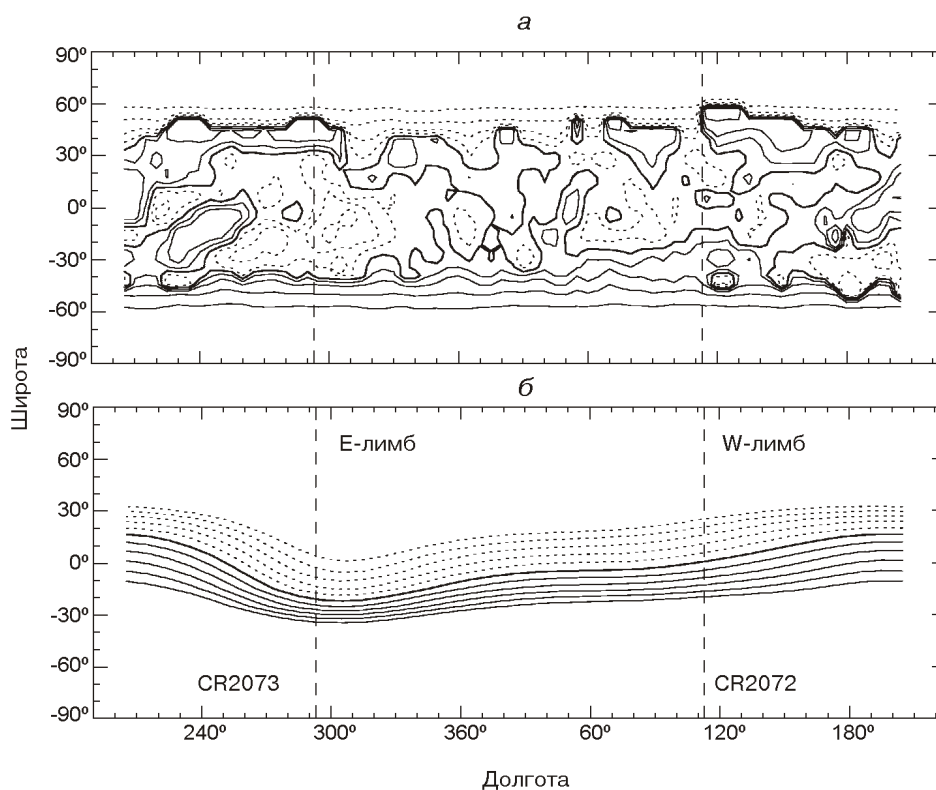 а
90º
60º
30º
0º
-30º
-60º
-90º
б
90º
60º
30º
0º
-30º
-60º
-90º
Широта
E-лимб
W-лимб
CR2073
CR2072
240º
300º
360º
60º
120º
180º
Долгота